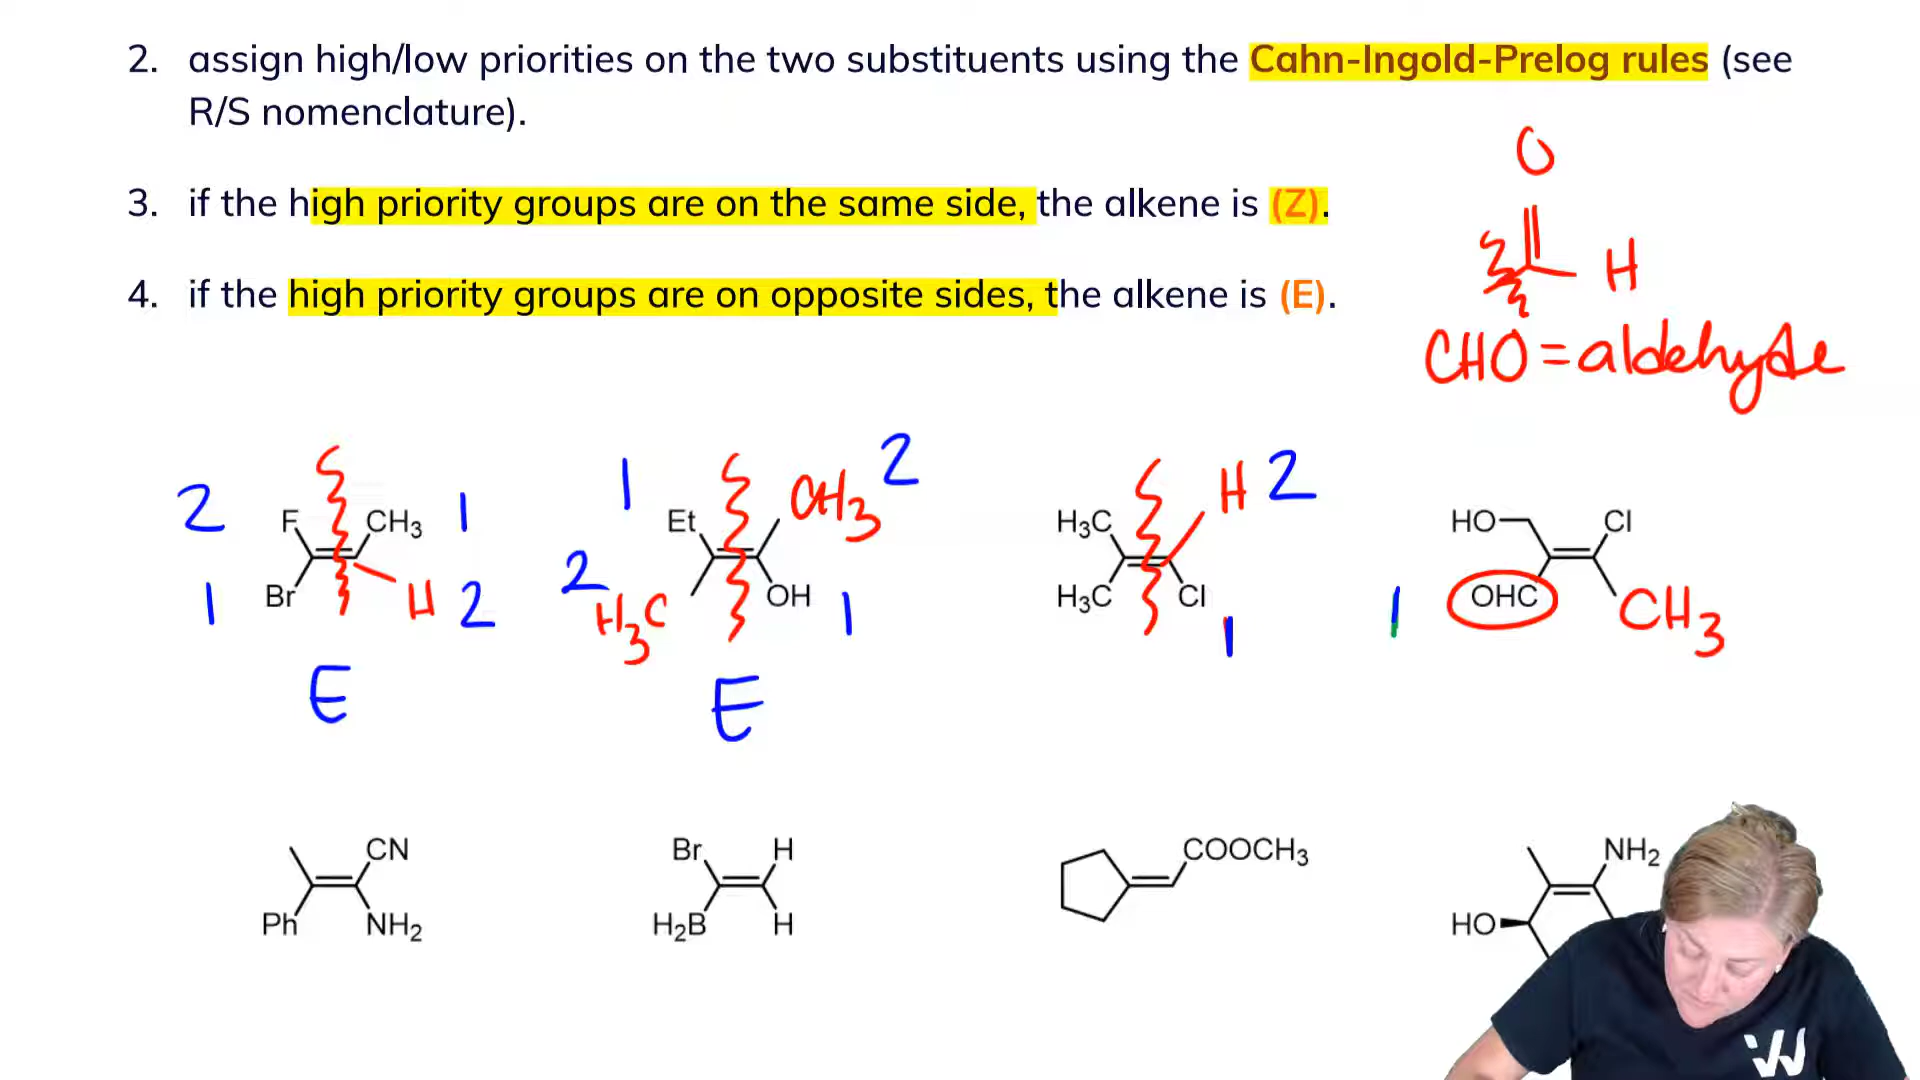 2. assign high/low priorities on the two substituents using the Cahn-Ingold-Prelog rules (see
R/S nomenclature).
3. if the high priority groups are on the same side, the alkene is (Z).
4. if the high priority groups are on opposite sides, the alkene is (E).
O
H
CHO = aldehyde
2 F CH3 1
1 Br H 2
E
1 Et CH3 2
2 H3C OH 1
E
H3C H 2
H3C Cl
1
HO Cl
1 OHC CH3
CN
Ph NH2
Br H
H2B H
COOCH3
NH2
HO
W